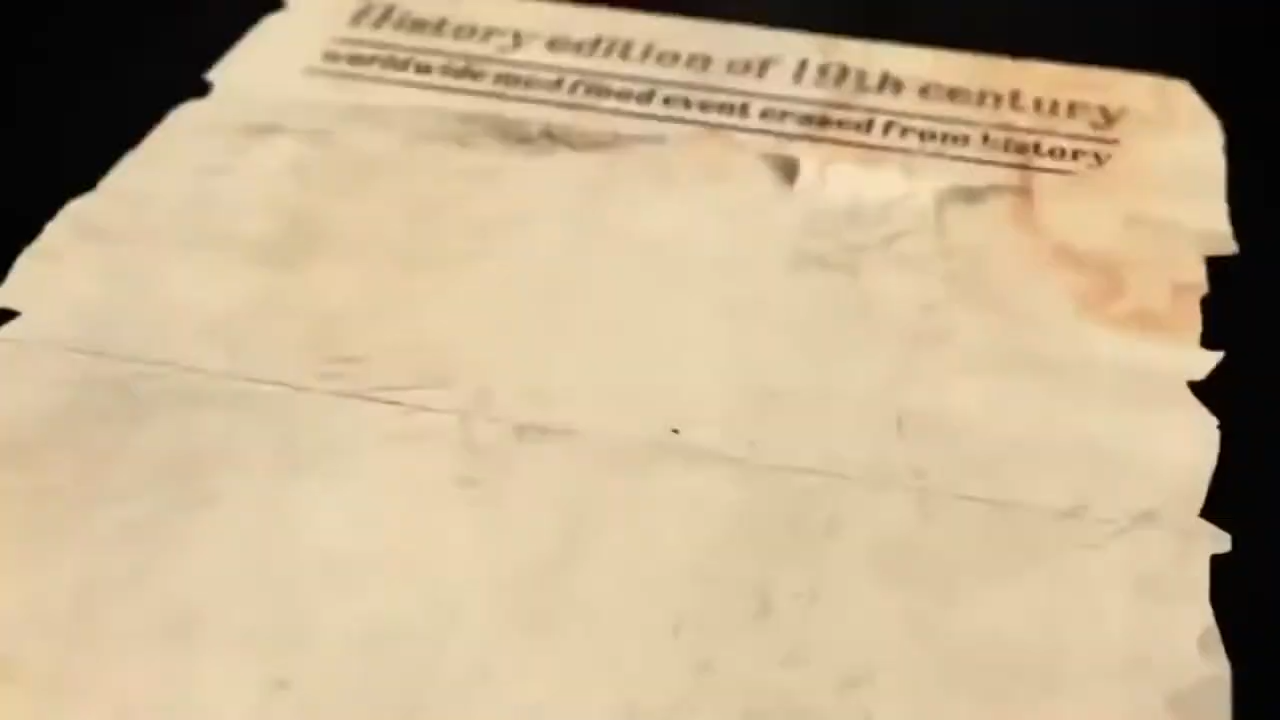 History edition of 19th century
worldwide mud flood event erased from history